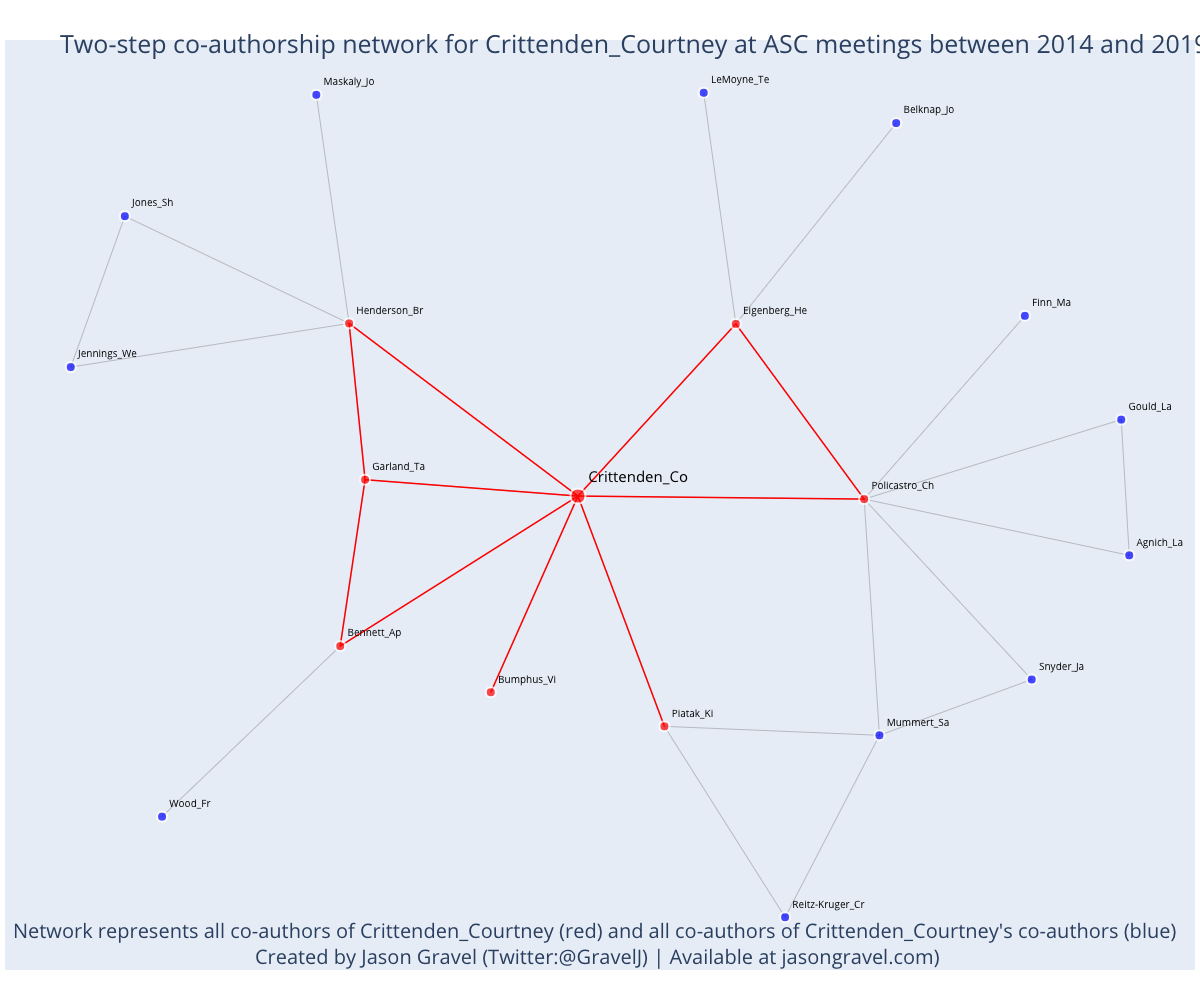 Two-step co-authorship network for Crittenden_Courtney at ASC meetings between 2014 and 2019
Maskaly_Jo
LeMoyne_Te
Belknap_Jo
Jones_Sh
Henderson_Br
Eigenberg_He
Finn_Ma
Jennings_We
Gould_La
Garland_Ta
Crittenden_Co
Policastro_Ch
Agnich_La
Bennett_Ap
Snyder_Ja
Bumphus_Vi
Piatak_Ki
Mummert_Sa
Wood_Fr
Reitz-Kruger_Cr
Network represents all co-authors of Crittenden_Courtney (red) and all co-authors of Crittenden_Courtney's co-authors (blue)
Created by Jason Gravel (Twitter:@GravelJ) | Available at jasongravel.com)